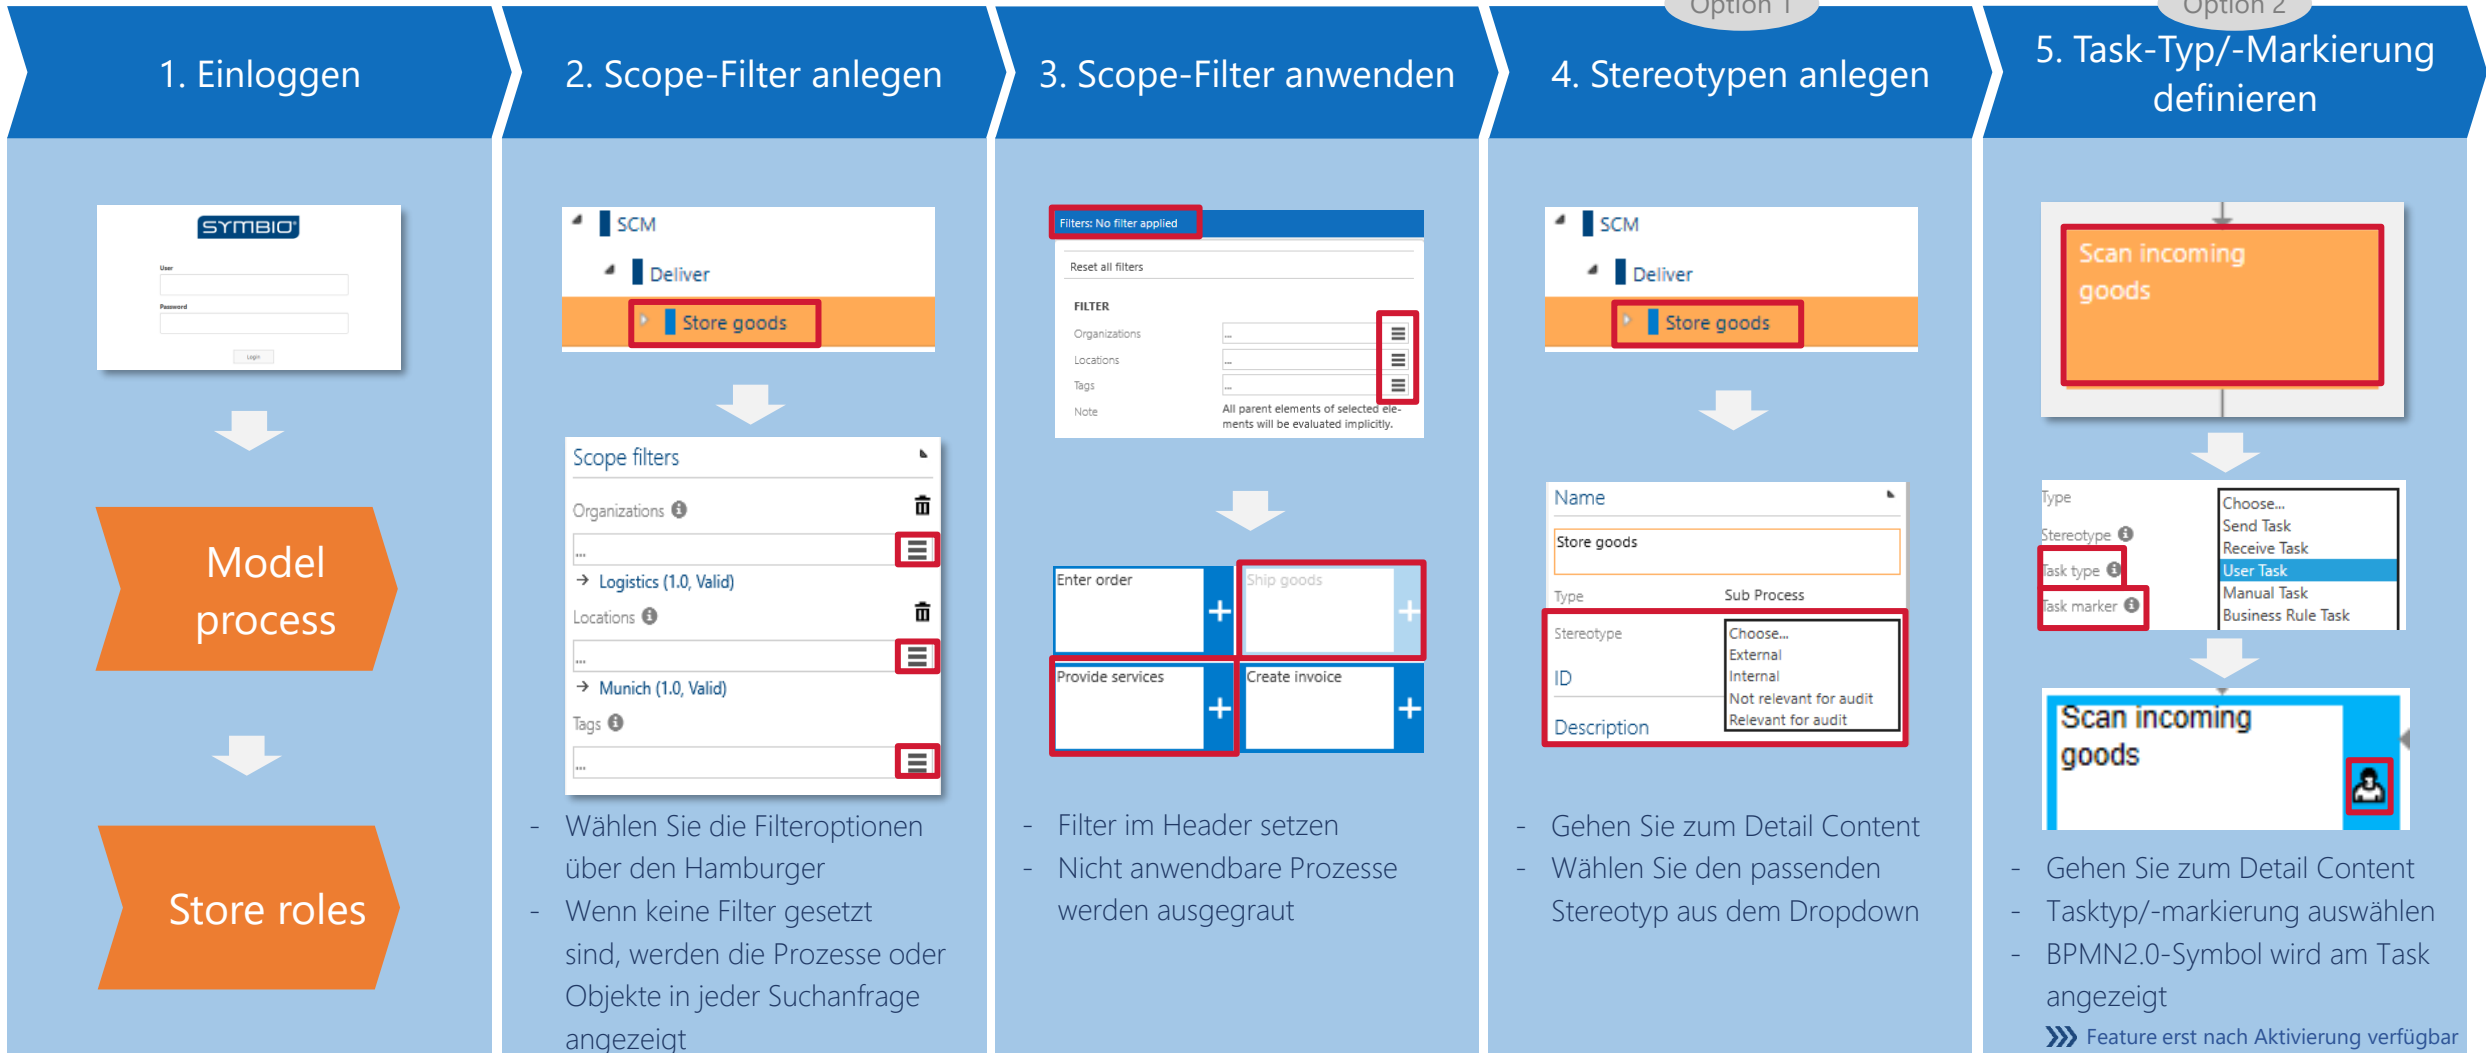 Option 1
Option 2
1. Einloggen
2. Scope-Filter anlegen
3. Scope-Filter anwenden
4. Stereotypen anlegen
5. Task-Typ/-Markierung
definieren
SYMBIO
User
Password
Login
Model
process
Store roles
SCM
Deliver
Store goods
Scope filters
Organizations
...
→ Logistics (1.0, Valid)
Locations
...
→ Munich (1.0, Valid)
Tags
...
- Wählen Sie die Filteroptionen
über den Hamburger
- Wenn keine Filter gesetzt
sind, werden die Prozesse oder
Objekte in jeder Suchanfrage
angezeigt
Filters: No filter applied
Reset all filters
FILTER
Organizations ...
Locations ...
Tags ...
Note All parent elements of selected ele-
ments will be evaluated implicitly.
Enter order
Ship goods
Provide services
Create invoice
- Filter im Header setzen
- Nicht anwendbare Prozesse
werden ausgegraut
SCM
Deliver
Store goods
Name
Store goods
Type Sub Process
Stereotype
Choose...
External
Internal
Not relevant for audit
Relevant for audit
ID
Description
- Gehen Sie zum Detail Content
- Wählen Sie den passenden
Stereotyp aus dem Dropdown
Scan incoming
goods
Type
Stereotype
Task type
Task marker
Choose...
Send Task
Receive Task
User Task
Manual Task
Business Rule Task
Scan incoming
goods
- Gehen Sie zum Detail Content
- Tasktyp/-markierung auswählen
- BPMN2.0-Symbol wird am Task
angezeigt
Feature erst nach Aktivierung verfügbar